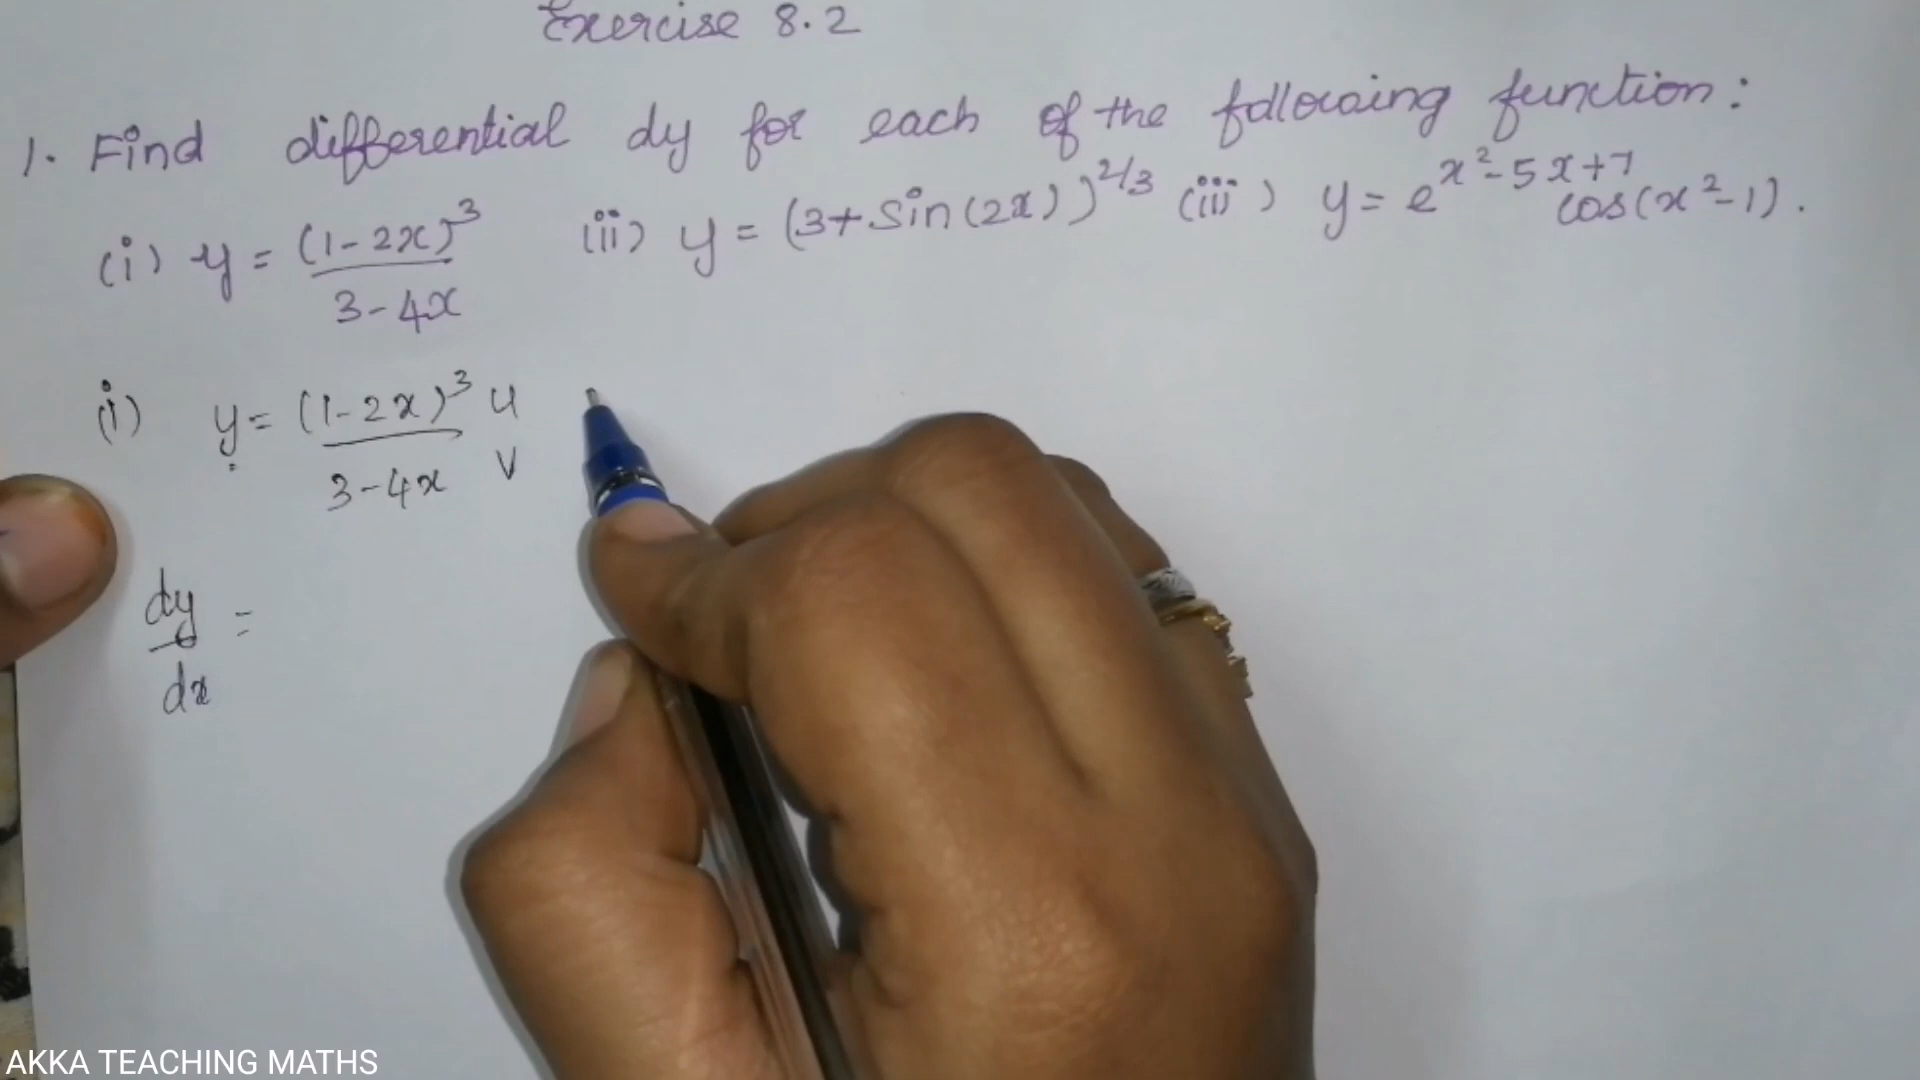 Exercise 8.2
1. Find differential dy for each of the following function:
(i) y = (1-2x)^3 / 3-4x (ii) y = (3+sin(2x))^2/3 (iii) y = e^x^2-5x+7 cos(x^2-1).
(i) y = (1-2x)^3 / 3-4x u / v
dy/dx =
AKKA TEACHING MATHS